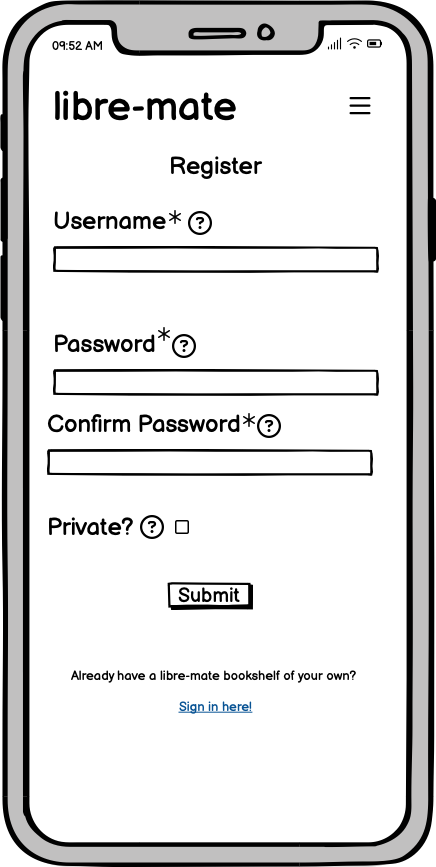 09:52 AM
libre-mate
Register
Username* ?
Password* ?
Confirm Password* ?
Private? ?
Submit
Already have a libre-mate bookshelf of your own?
Sign in here!